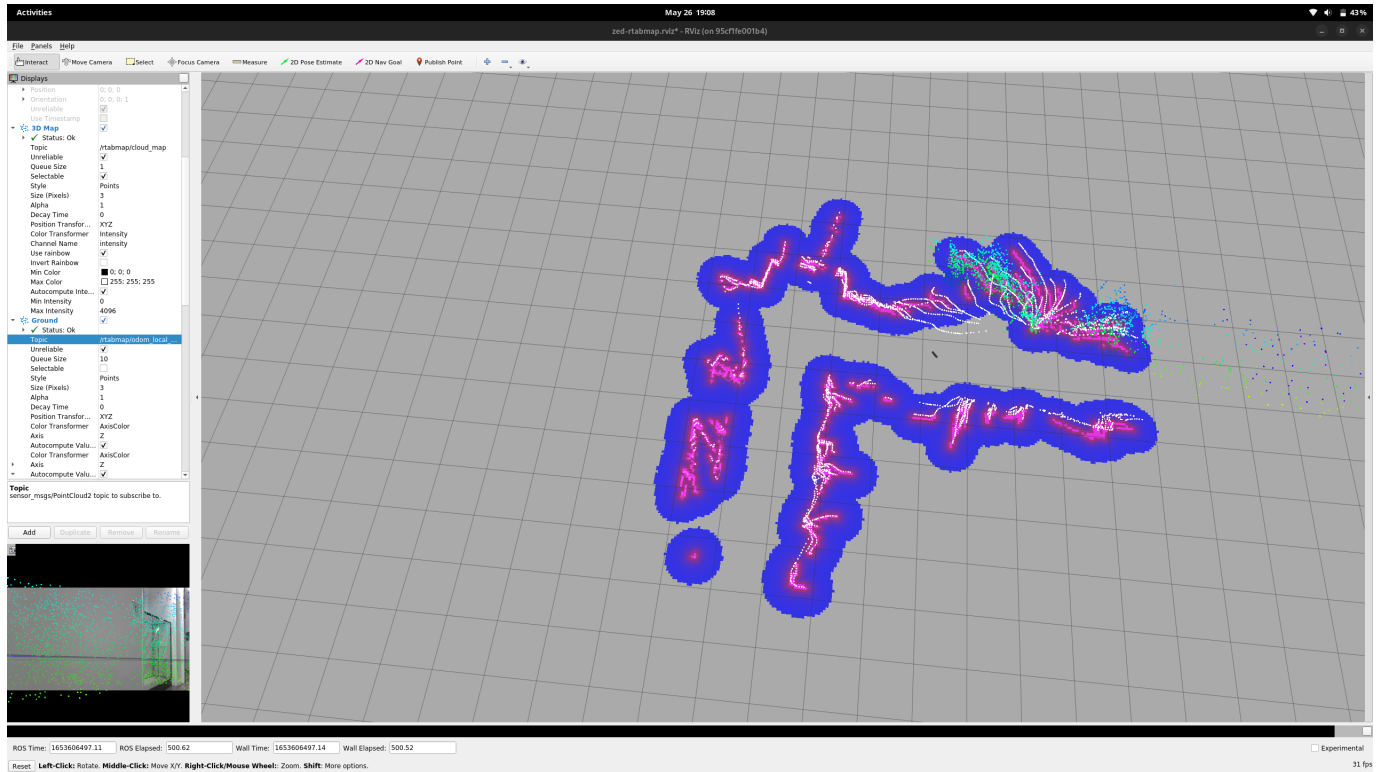 Activities
May 26 19:08
43 %
zed-rtabmap.rviz* - RViz (on 95cf1fe001b4)
File Panels Help
Interact Move Camera Select Focus Camera Measure 2D Pose Estimate 2D Nav Goal Publish Point
Displays
Position 0; 0; 0
Orientation 0; 0; 0; 1
Unreliable
Use Timestamp
3D Map
Status: Ok
Topic /rtabmap/cloud_map
Unreliable
Queue Size 1
Selectable
Style Points
Size (Pixels) 3
Alpha 1
Decay Time 0
Position Transfor... XYZ
Color Transformer Intensity
Channel Name intensity
Use rainbow
Invert Rainbow
Min Color 0; 0; 0
Max Color 255; 255; 255
Autocompute Inte...
Min Intensity 0
Max Intensity 4096
Ground
Status: Ok
Topic /rtabmap/odom_local_...
Unreliable
Queue Size 10
Selectable
Style Points
Size (Pixels) 3
Alpha 1
Decay Time 0
Position Transfor... XYZ
Color Transformer AxisColor
Axis Z
Autocompute Valu...
Color Transformer AxisColor
Axis Z
Autocompute Valu...
Topic
sensor_msgs/PointCloud2 topic to subscribe to.
Add Duplicate Remove Rename
ROS Time: 1653606497.11 ROS Elapsed: 500.62 Wall Time: 1653606497.14 Wall Elapsed: 500.52 Experimental
Reset Left-Click: Rotate. Middle-Click: Move X/Y. Right-Click/Mouse Wheel:: Zoom. Shift: More options. 31 fps